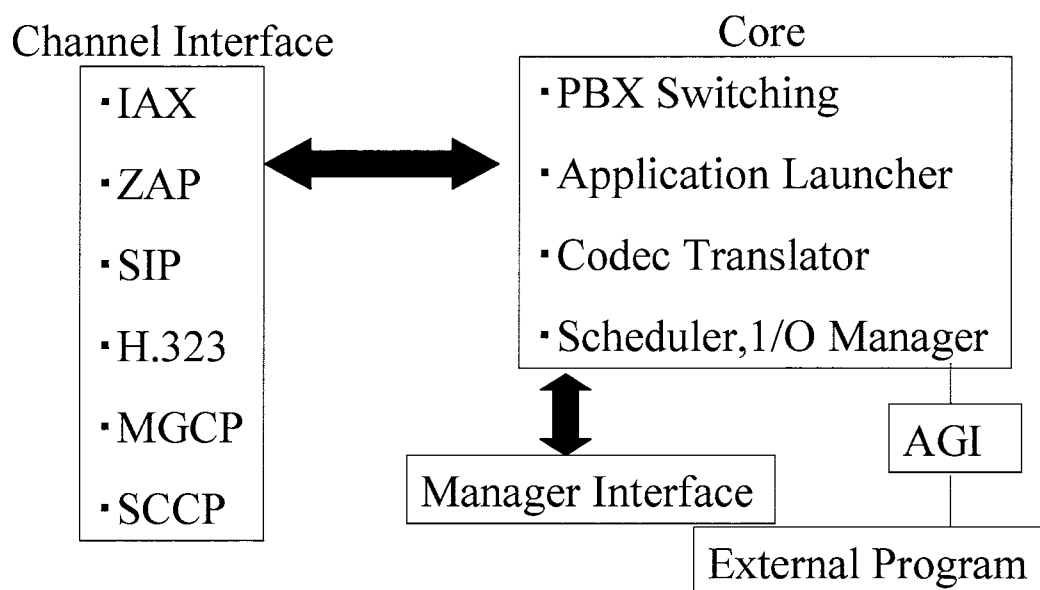 Channel Interface
・IAX
・ZAP
・SIP
・H.323
・MGCP
・SCCP
Core
・PBX Switching
・Application Launcher
・Codec Translator
・Scheduler,1/O Manager
Manager Interface
AGI
External Program